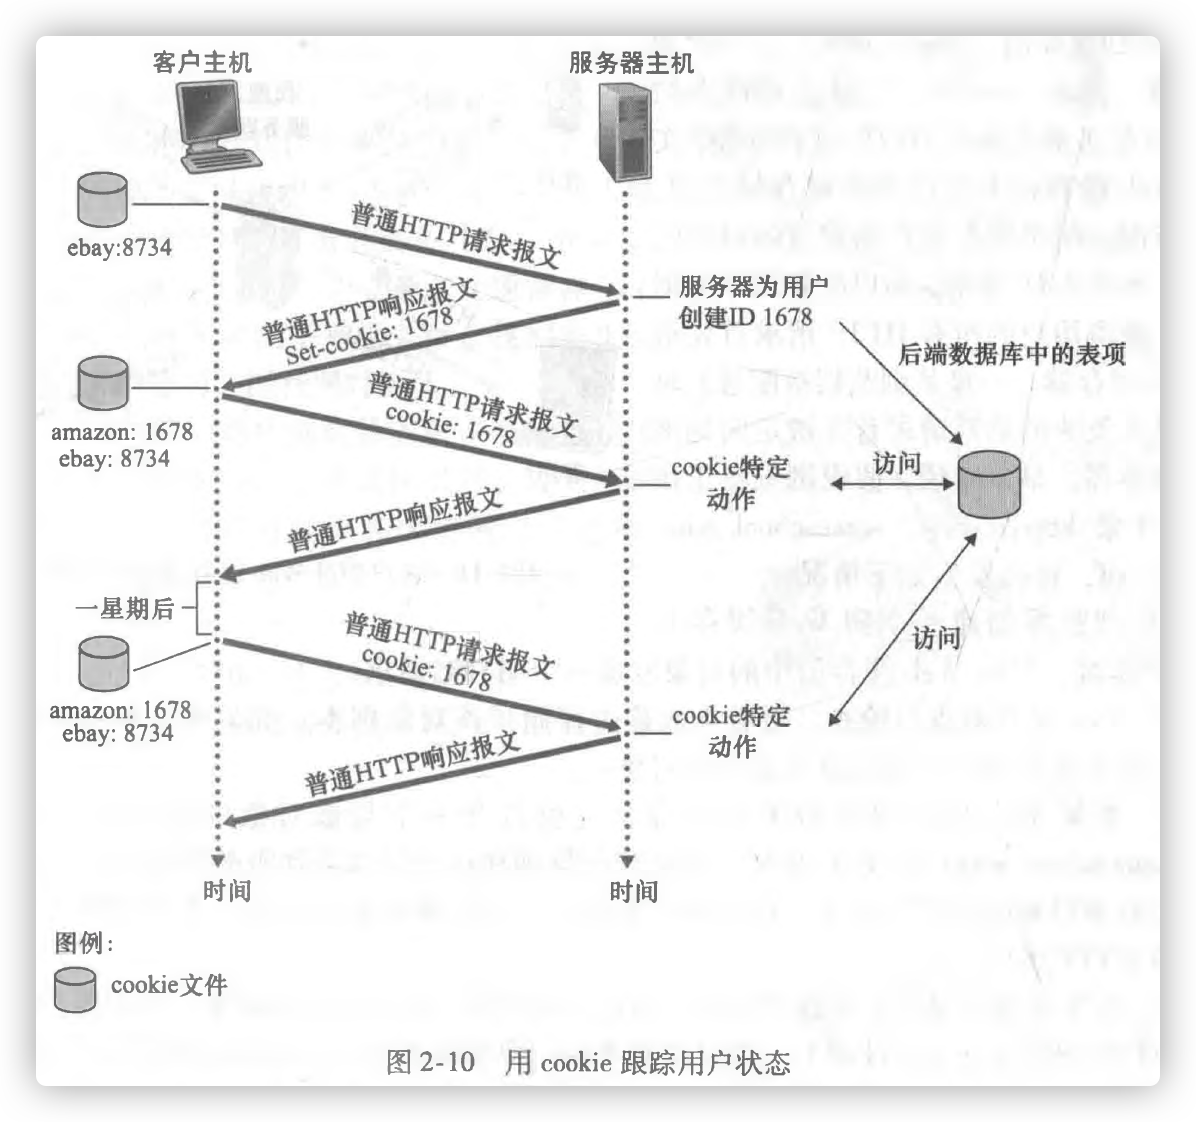 客户主机
服务器主机
ebay:8734
普通HTTP请求报文
服务器为用户
创建ID 1678
普通HTTP响应报文
Set-cookie: 1678
后端数据库中的表项
amazon: 1678
ebay: 8734
普通HTTP请求报文
cookie: 1678
cookie特定
动作
访问
普通HTTP响应报文
一星期后
amazon: 1678
ebay: 8734
普通HTTP请求报文
cookie: 1678
访问
cookie特定
动作
普通HTTP响应报文
时间
时间
图例:
cookie文件
图 2-10 用 cookie 跟踪用户状态